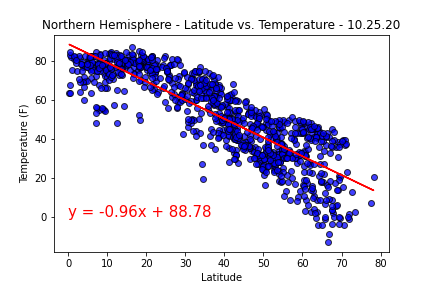 Northern Hemisphere - Latitude vs. Temperature - 10.25.20
Temperature (F)
80
60
40
20
0
y = -0.96x + 88.78
0 10 20 30 40 50 60 70 80
Latitude